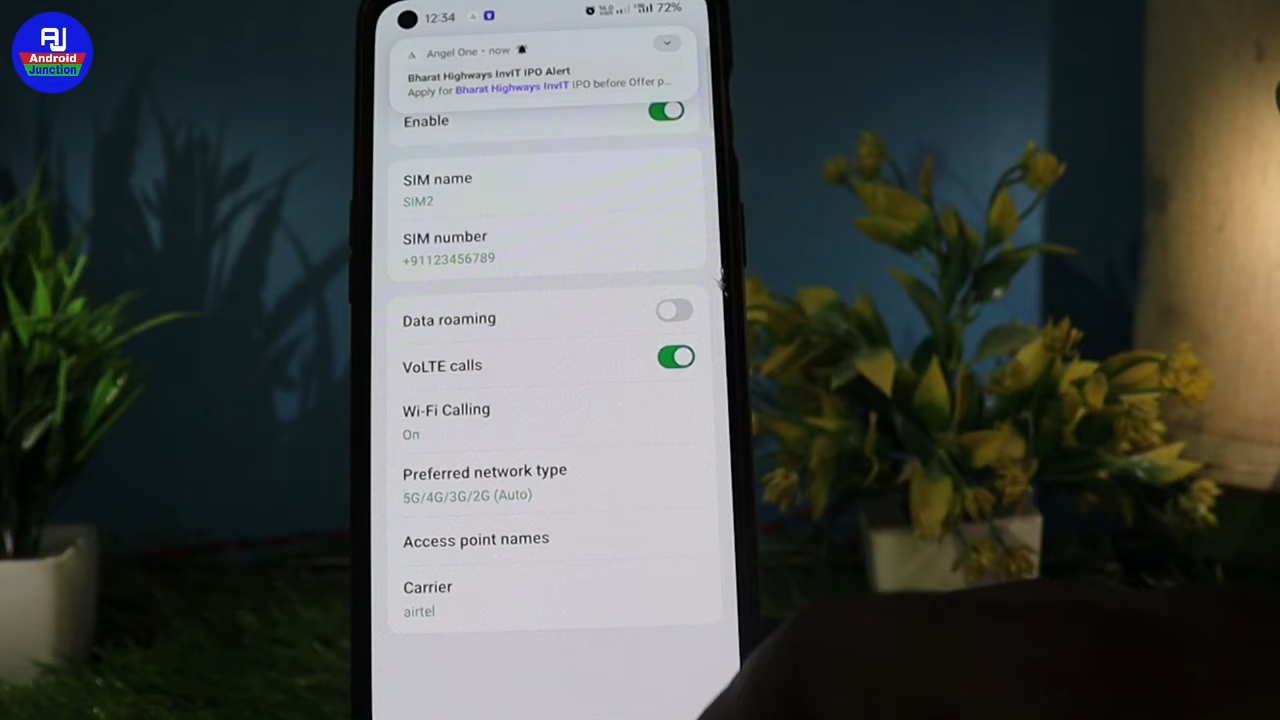 AJ
Android
Junction
12:34
72%
Angel One • now
Bharat Highways InvIT IPO Alert
Apply for Bharat Highways InvIT IPO before Offer p...
Enable
SIM name
SIM2
SIM number
+91123456789
Data roaming
VoLTE calls
Wi-Fi Calling
On
Preferred network type
5G/4G/3G/2G (Auto)
Access point names
Carrier
airtel